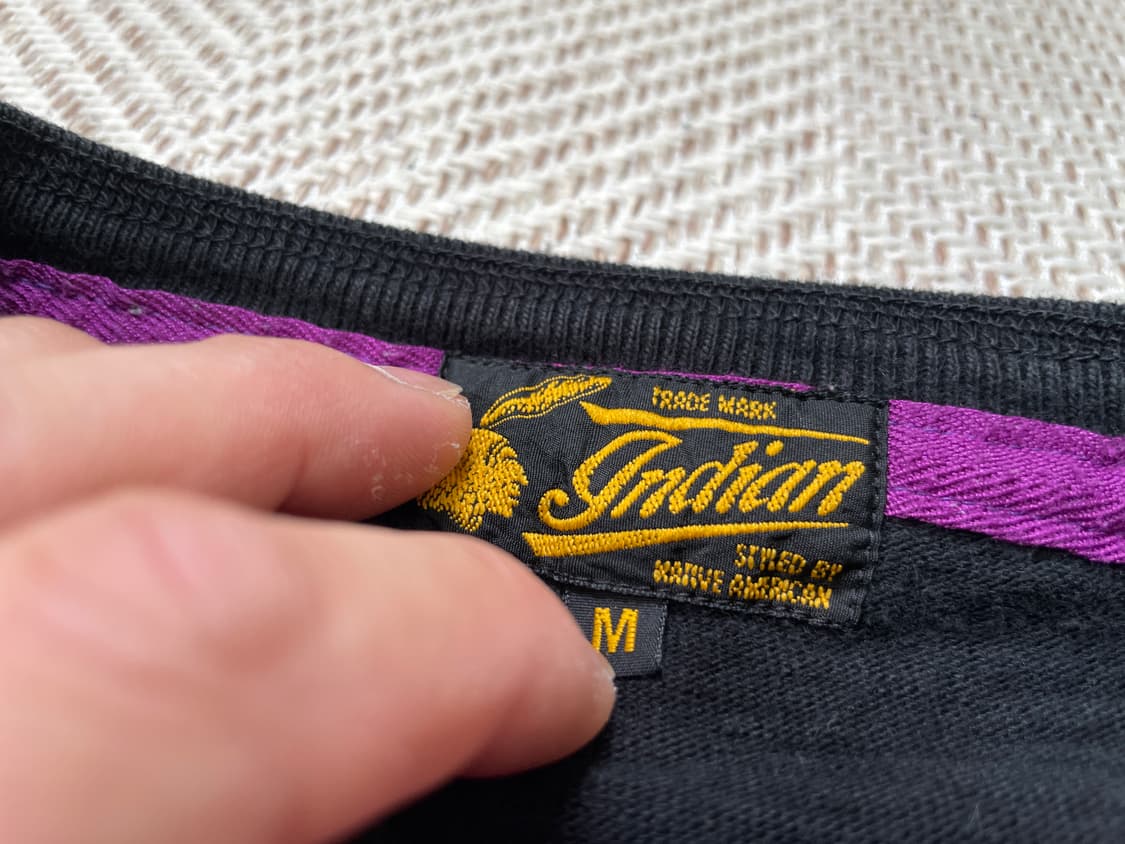 TRADE MARK
Indian
STYLED BY
NATIVE AMERICAN
M